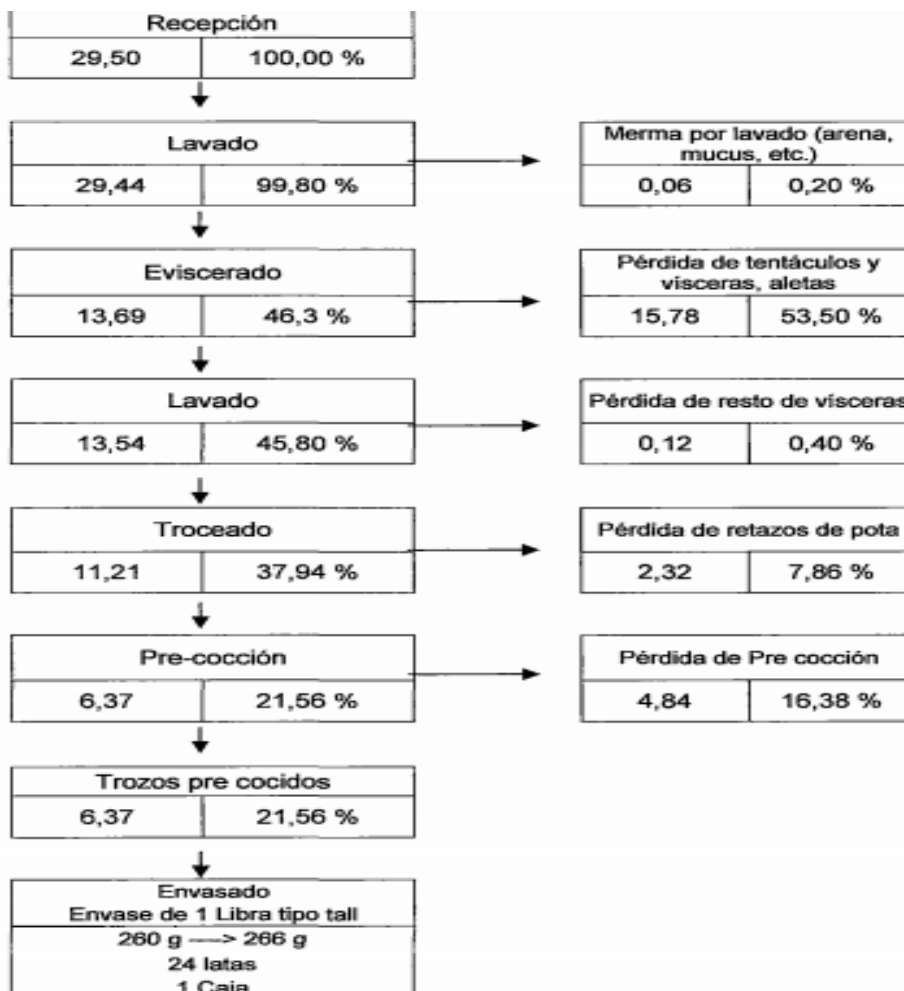 Recepción
29,50 100,00 %
Lavado
29,44 99,80 %
Merma por lavado (arena,
mucus, etc.)
0,06 0,20 %
Eviscerado
13,69 46,3 %
Pérdida de tentáculos y
vísceras, aletas
15,78 53,50 %
Lavado
13,54 45,80 %
Pérdida de resto de vísceras
0,12 0,40 %
Troceado
11,21 37,94 %
Pérdida de retazos de pota
2,32 7,86 %
Pre-cocción
6,37 21,56 %
Pérdida de Pre cocción
4,84 16,38 %
Trozos pre cocidos
6,37 21,56 %
Envasado
Envase de 1 Libra tipo tall
260 g ----> 266 g
24 latas
1 Caja